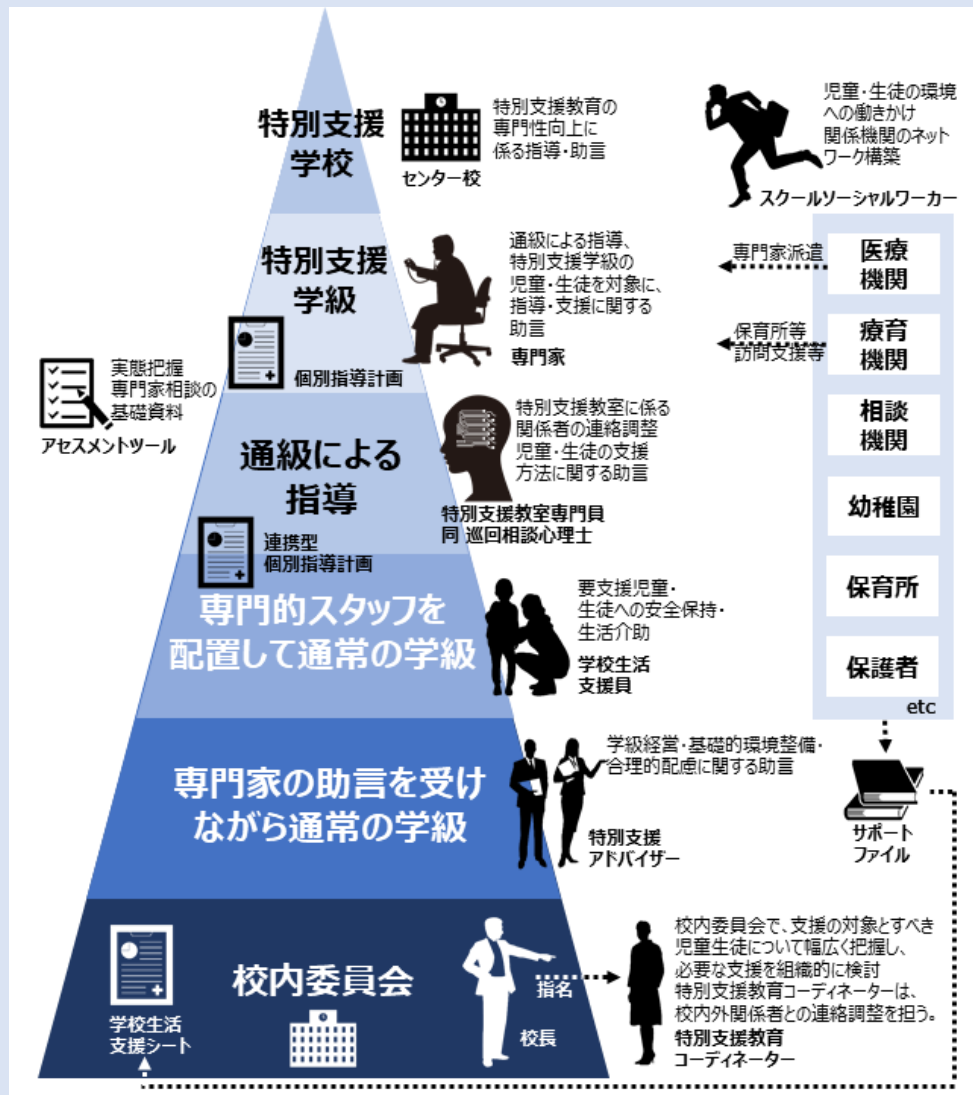 特別支援
学校
センター校
特別支援教育の
専門性向上に
係る指導・助言
児童・生徒の環境
への働きかけ
関係機関のネット
ワーク構築
スクールソーシャルワーカー
特別支援
学級
個別指導計画
通級による指導、
特別支援学級の
児童・生徒を対象に、
指導・支援に関する
助言
専門家
専門家派遣
保育所等
訪問支援等
医療
機関
療育
機関
相談
機関
幼稚園
保育所
保護者
etc
実態把握
専門家相談の
基礎資料
アセスメントツール
通級による
指導
連携型
個別指導計画
特別支援教室に係る
関係者の連絡調整
児童・生徒の支援
方法に関する助言
特別支援教室専門員
同 巡回相談心理士
専門的スタッフを
配置して通常の学級
要支援児童・
生徒への安全保持・
生活介助
学校生活
支援員
専門家の助言を受け
ながら通常の学級
学級経営・基礎的環境整備・
合理的配慮に関する助言
特別支援
アドバイザー
サポート
ファイル
校内委員会
学校生活
支援シート
校長
指名
校内委員会で、支援の対象とすべき
児童生徒について幅広く把握し、
必要な支援を組織的に検討
特別支援教育コーディネーターは、
校内外関係者との連絡調整を担う。
特別支援教育
コーディネーター